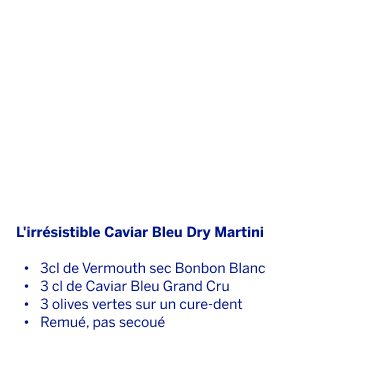 L'irrésistible Caviar Bleu Dry Martini
• 3cl de Vermouth sec Bonbon Blanc
• 3 cl de Caviar Bleu Grand Cru
• 3 olives vertes sur un cure-dent
• Remué, pas secoué